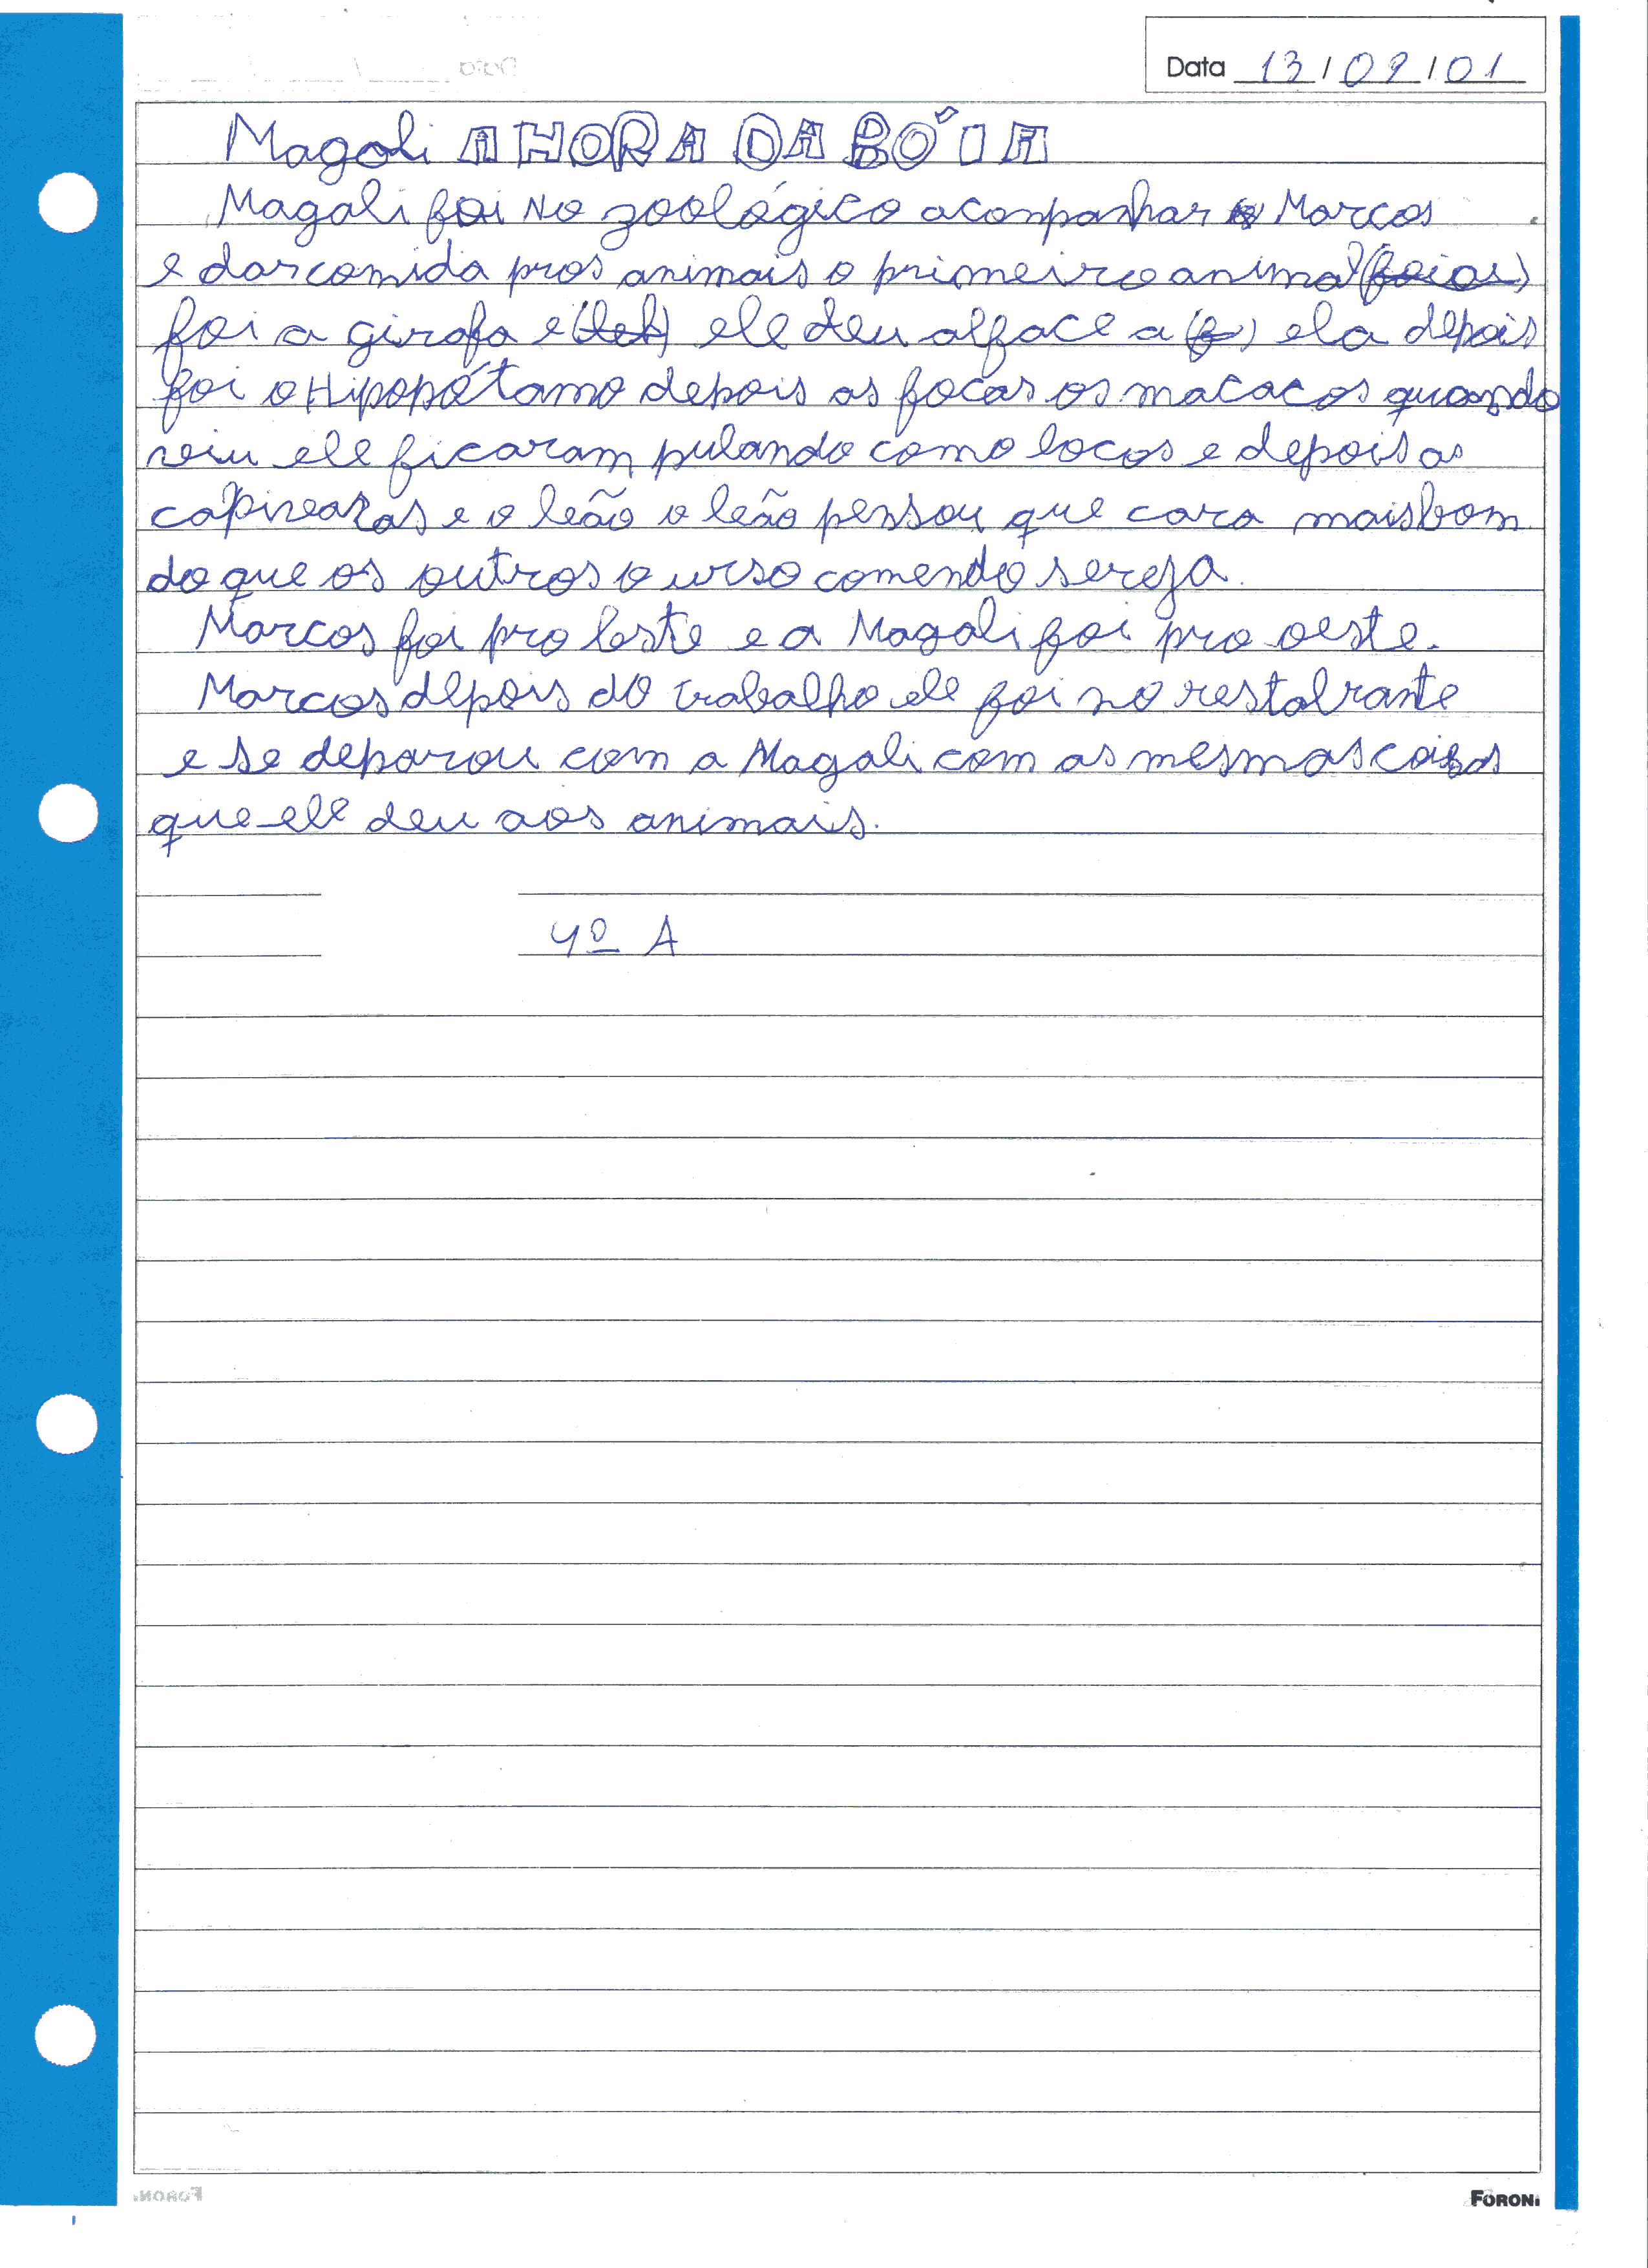 Data 13/09/01
Magali A HORA DA BÓIA
Magali foi no zoológico aconpanhar o Marcos
e dar comida pros animais o primeiro animal (foi os)
foi a girafa e ele deu alface a (f) ela depois
foi o Hipopótamo depois as focas os macacos quando
veiu ele ficaram pulando como locos e depois as
capivaras e o leão o leão pensou que cara mais bom
do que os outros o urso comendo sereja.
Marcos foi pro leste e a Magali foi pro oeste.
Marcos depois do trabalho ele foi no restalrante
e se deparou com a Magali com as mesmas coisas
que ele deu aos animais.
4º A
FORONI